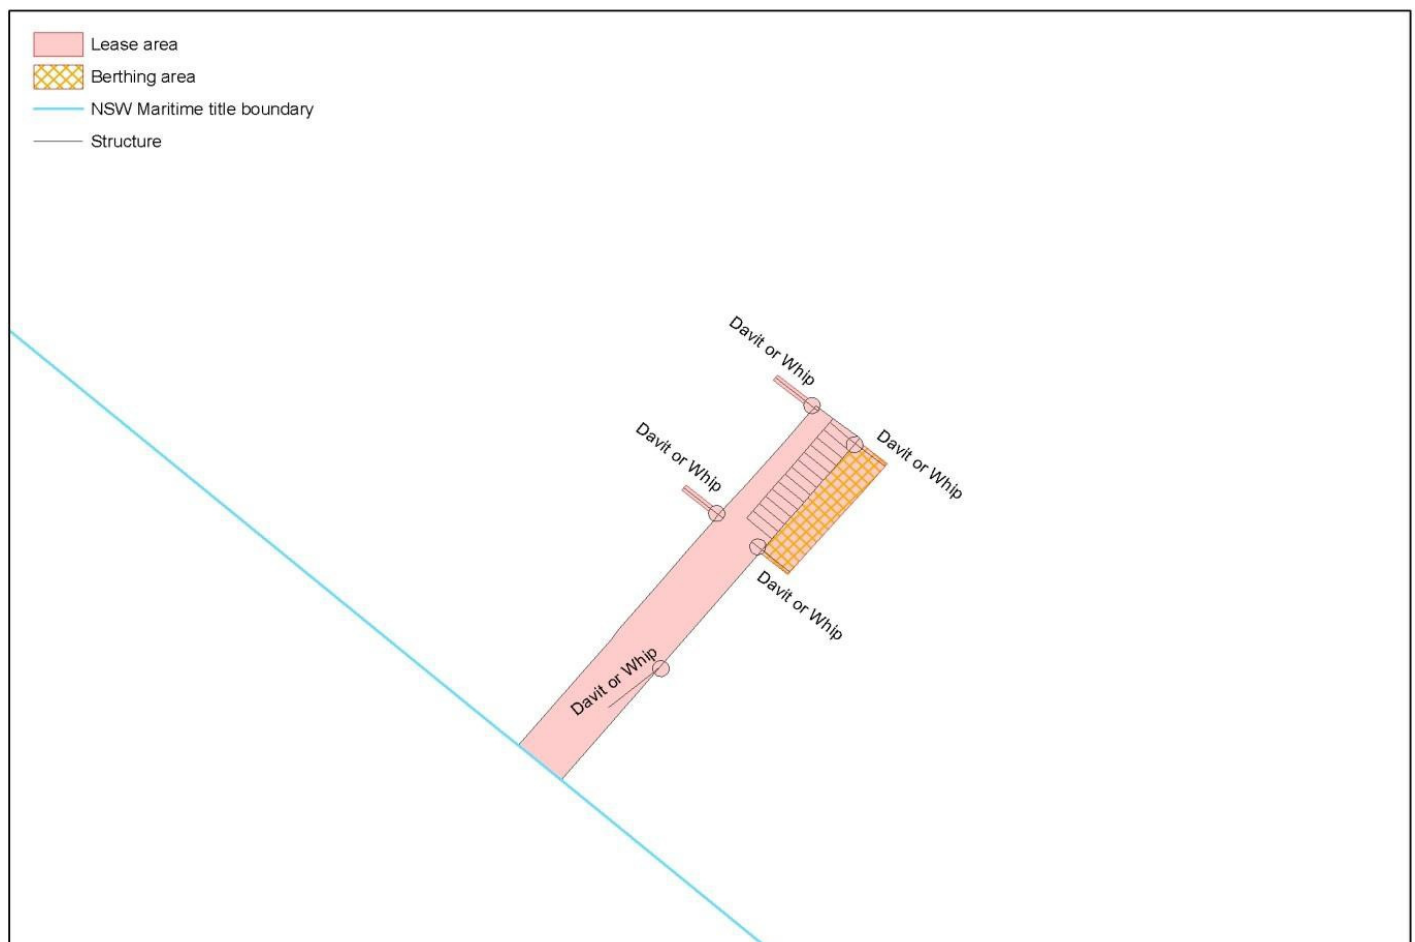 Lease area
Berthing area
NSW Maritime title boundary
Structure
Davit or Whip
Davit or Whip
Davit or Whip
Davit or Whip
Davit or Whip